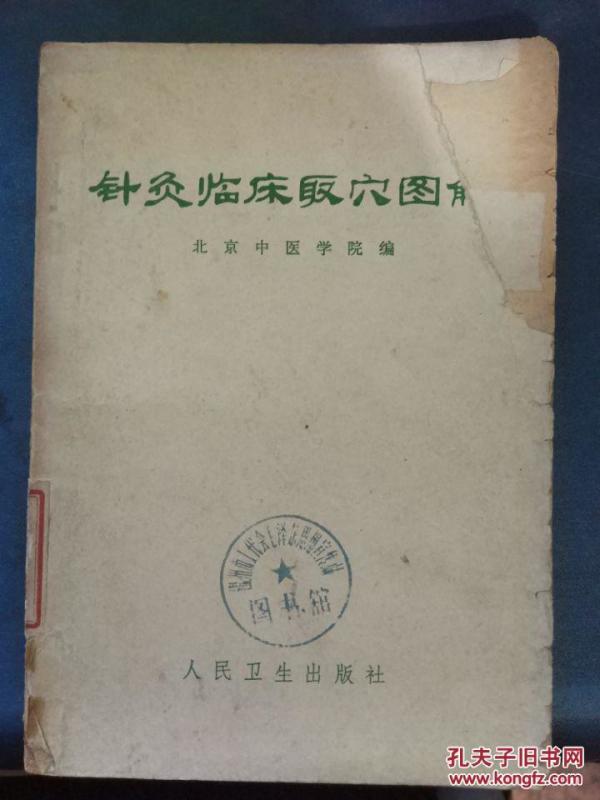 针灸临床取穴图
北京中医学院编
图书馆
人民卫生出版社
孔夫子旧书网
www.kongfz.com